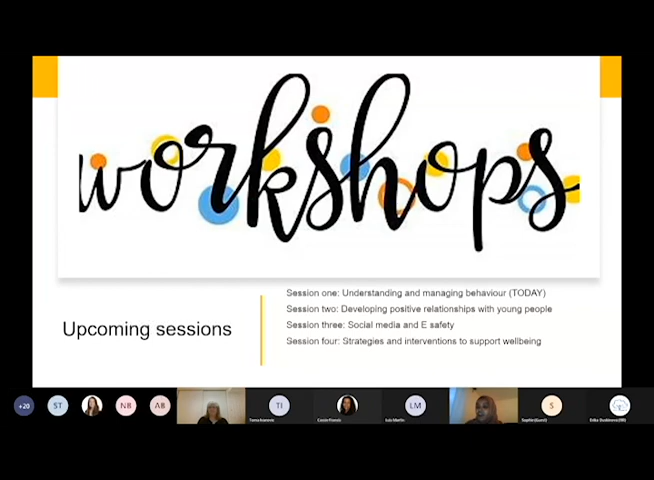 workshops
Upcoming sessions
Session one: Understanding and managing behaviour (TODAY)
Session two: Developing positive relationships with young people
Session three: Social media and E safety
Session four: Strategies and interventions to support wellbeing
+20
ST
NB
AB
TI
LM
S